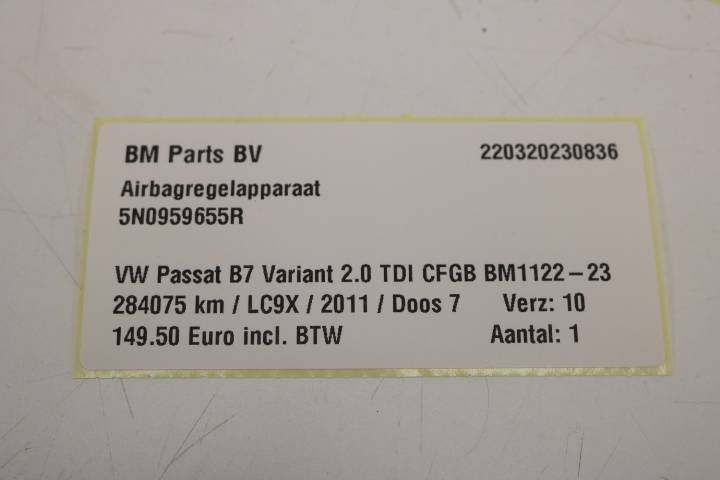 BM Parts BV 220320230836
Airbagregelapparaat
5N0959655R
VW Passat B7 Variant 2.0 TDI CFGB BM1122-23
284075 km / LC9X / 2011 / Doos 7 Verz: 10
149.50 Euro incl. BTW Aantal: 1